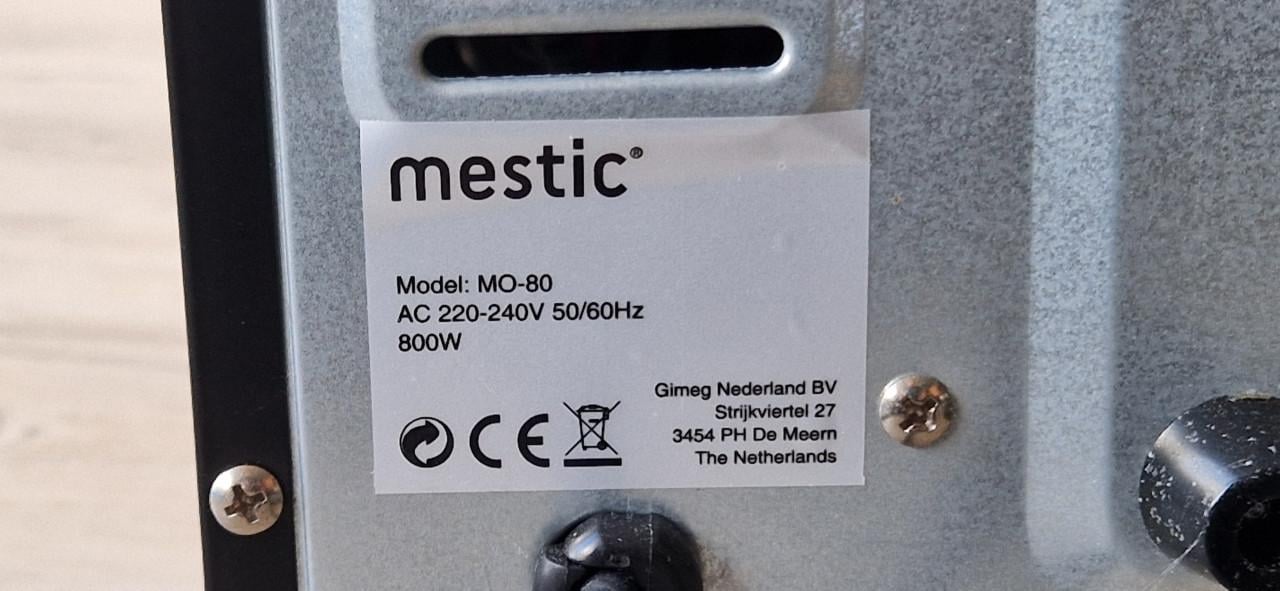 mestic®
Model: MO-80
AC 220-240V 50/60Hz
800W
CE
Gimeg Nederland BV
Strijkviertel 27
3454 PH De Meern
The Netherlands